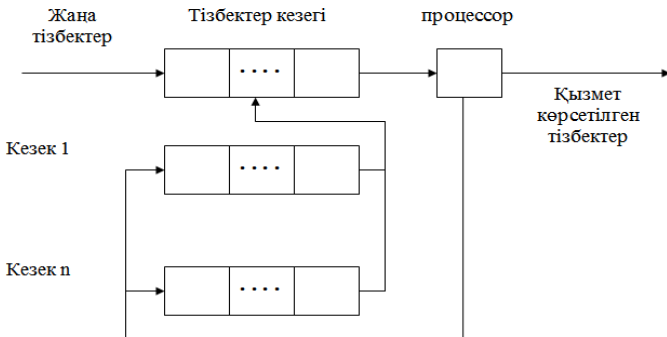 Жаңа
тізбектер
Тізбектер кезегі
процессор
....
Қызмет
көрсетілген
тізбектер
Кезек 1
....
Кезек n
....